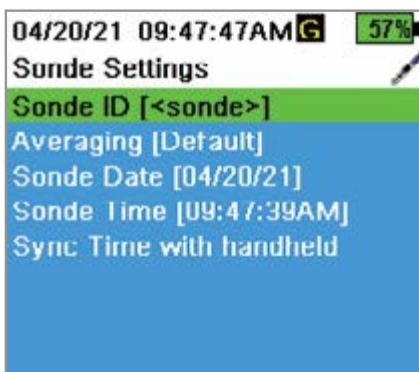 04/20/21 09:47:47AM G 57%
Sonde Settings
Sonde ID [<sonde>]
Averaging [Default]
Sonde Date [04/20/21]
Sonde Time [09:47:39AM]
Sync Time with handheld